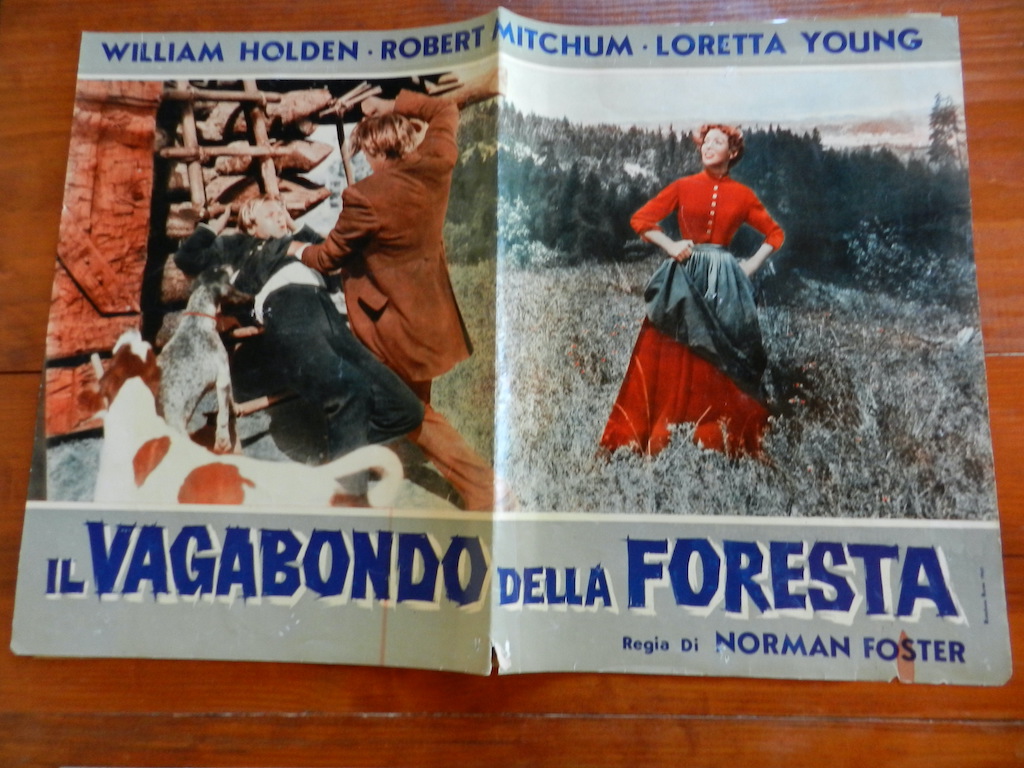 WILLIAM HOLDEN · ROBERT MITCHUM · LORETTA YOUNG
IL VAGABONDO DELLA FORESTA
Regia Di NORMAN FOSTER